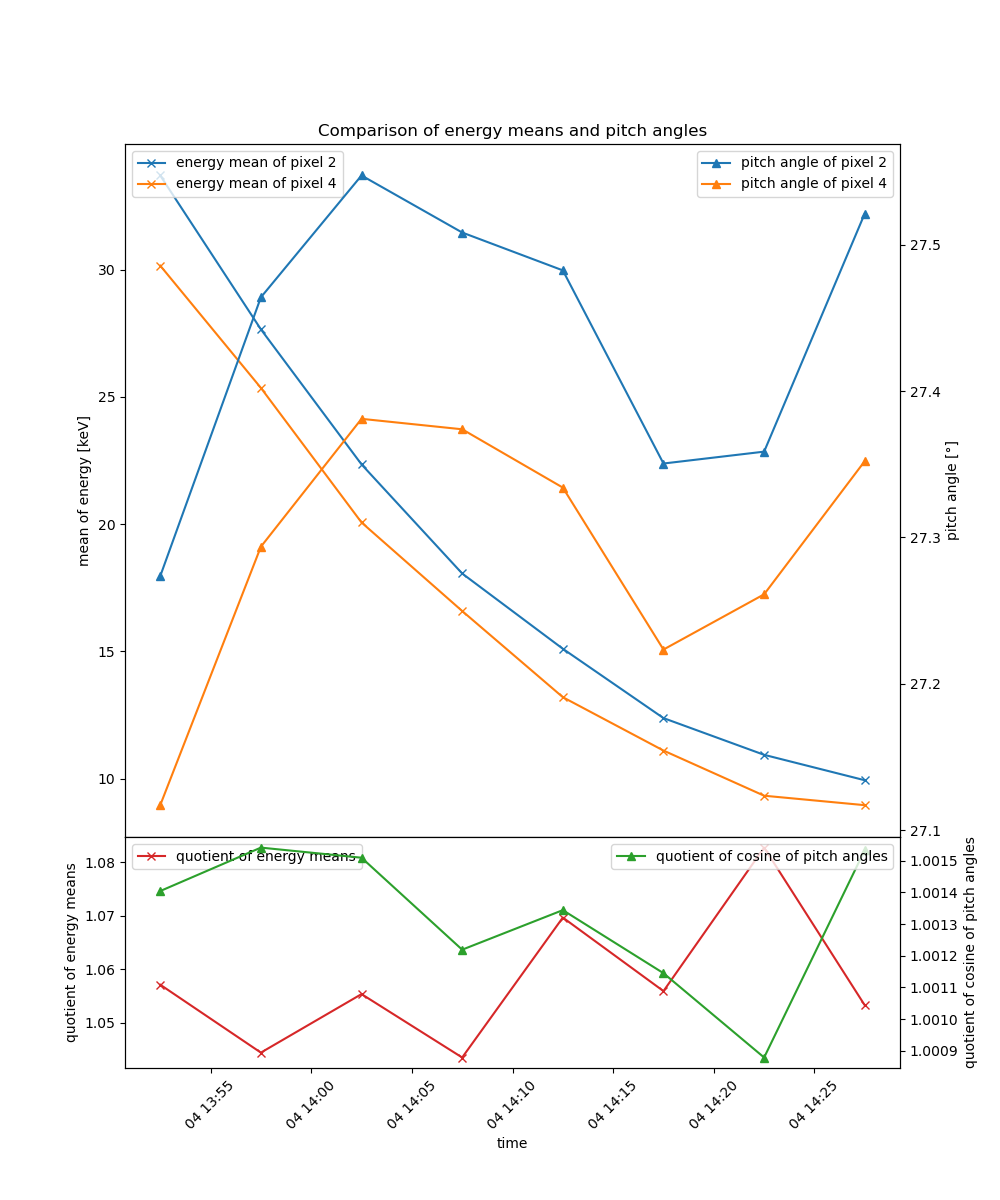 Comparison of energy means and pitch angles
energy mean of pixel 2
energy mean of pixel 4
pitch angle of pixel 2
pitch angle of pixel 4
mean of energy [keV]
30
25
20
15
10
pitch angle [°]
27.5
27.4
27.3
27.2
27.1
quotient of energy means
quotient of cosine of pitch angles
quotient of energy means
1.08
1.07
1.06
1.05
quotient of cosine of pitch angles
1.0015
1.0014
1.0013
1.0012
1.0011
1.0010
1.0009
04 13:55
04 14:00
04 14:05
04 14:10
04 14:15
04 14:20
04 14:25
time